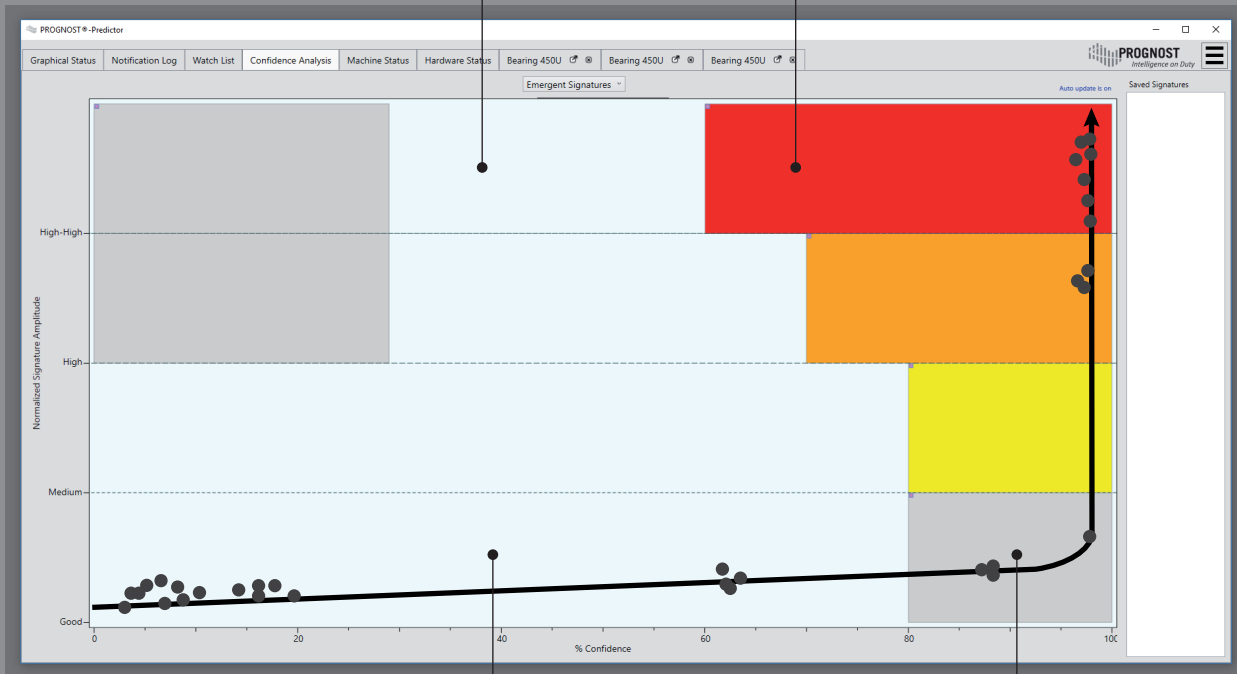 PROGNOST®-Predictor
Graphical Status Notification Log Watch List Confidence Analysis Machine Status Hardware Status Bearing 450U Bearing 450U Bearing 450U
PROGNOST
Intelligence on Duty
Emergent Signatures
Auto update is on
Saved Signatures
High-High
High
Medium
Good
Normalized Signature Amplitude
0 20 40 60 80 100
% Confidence